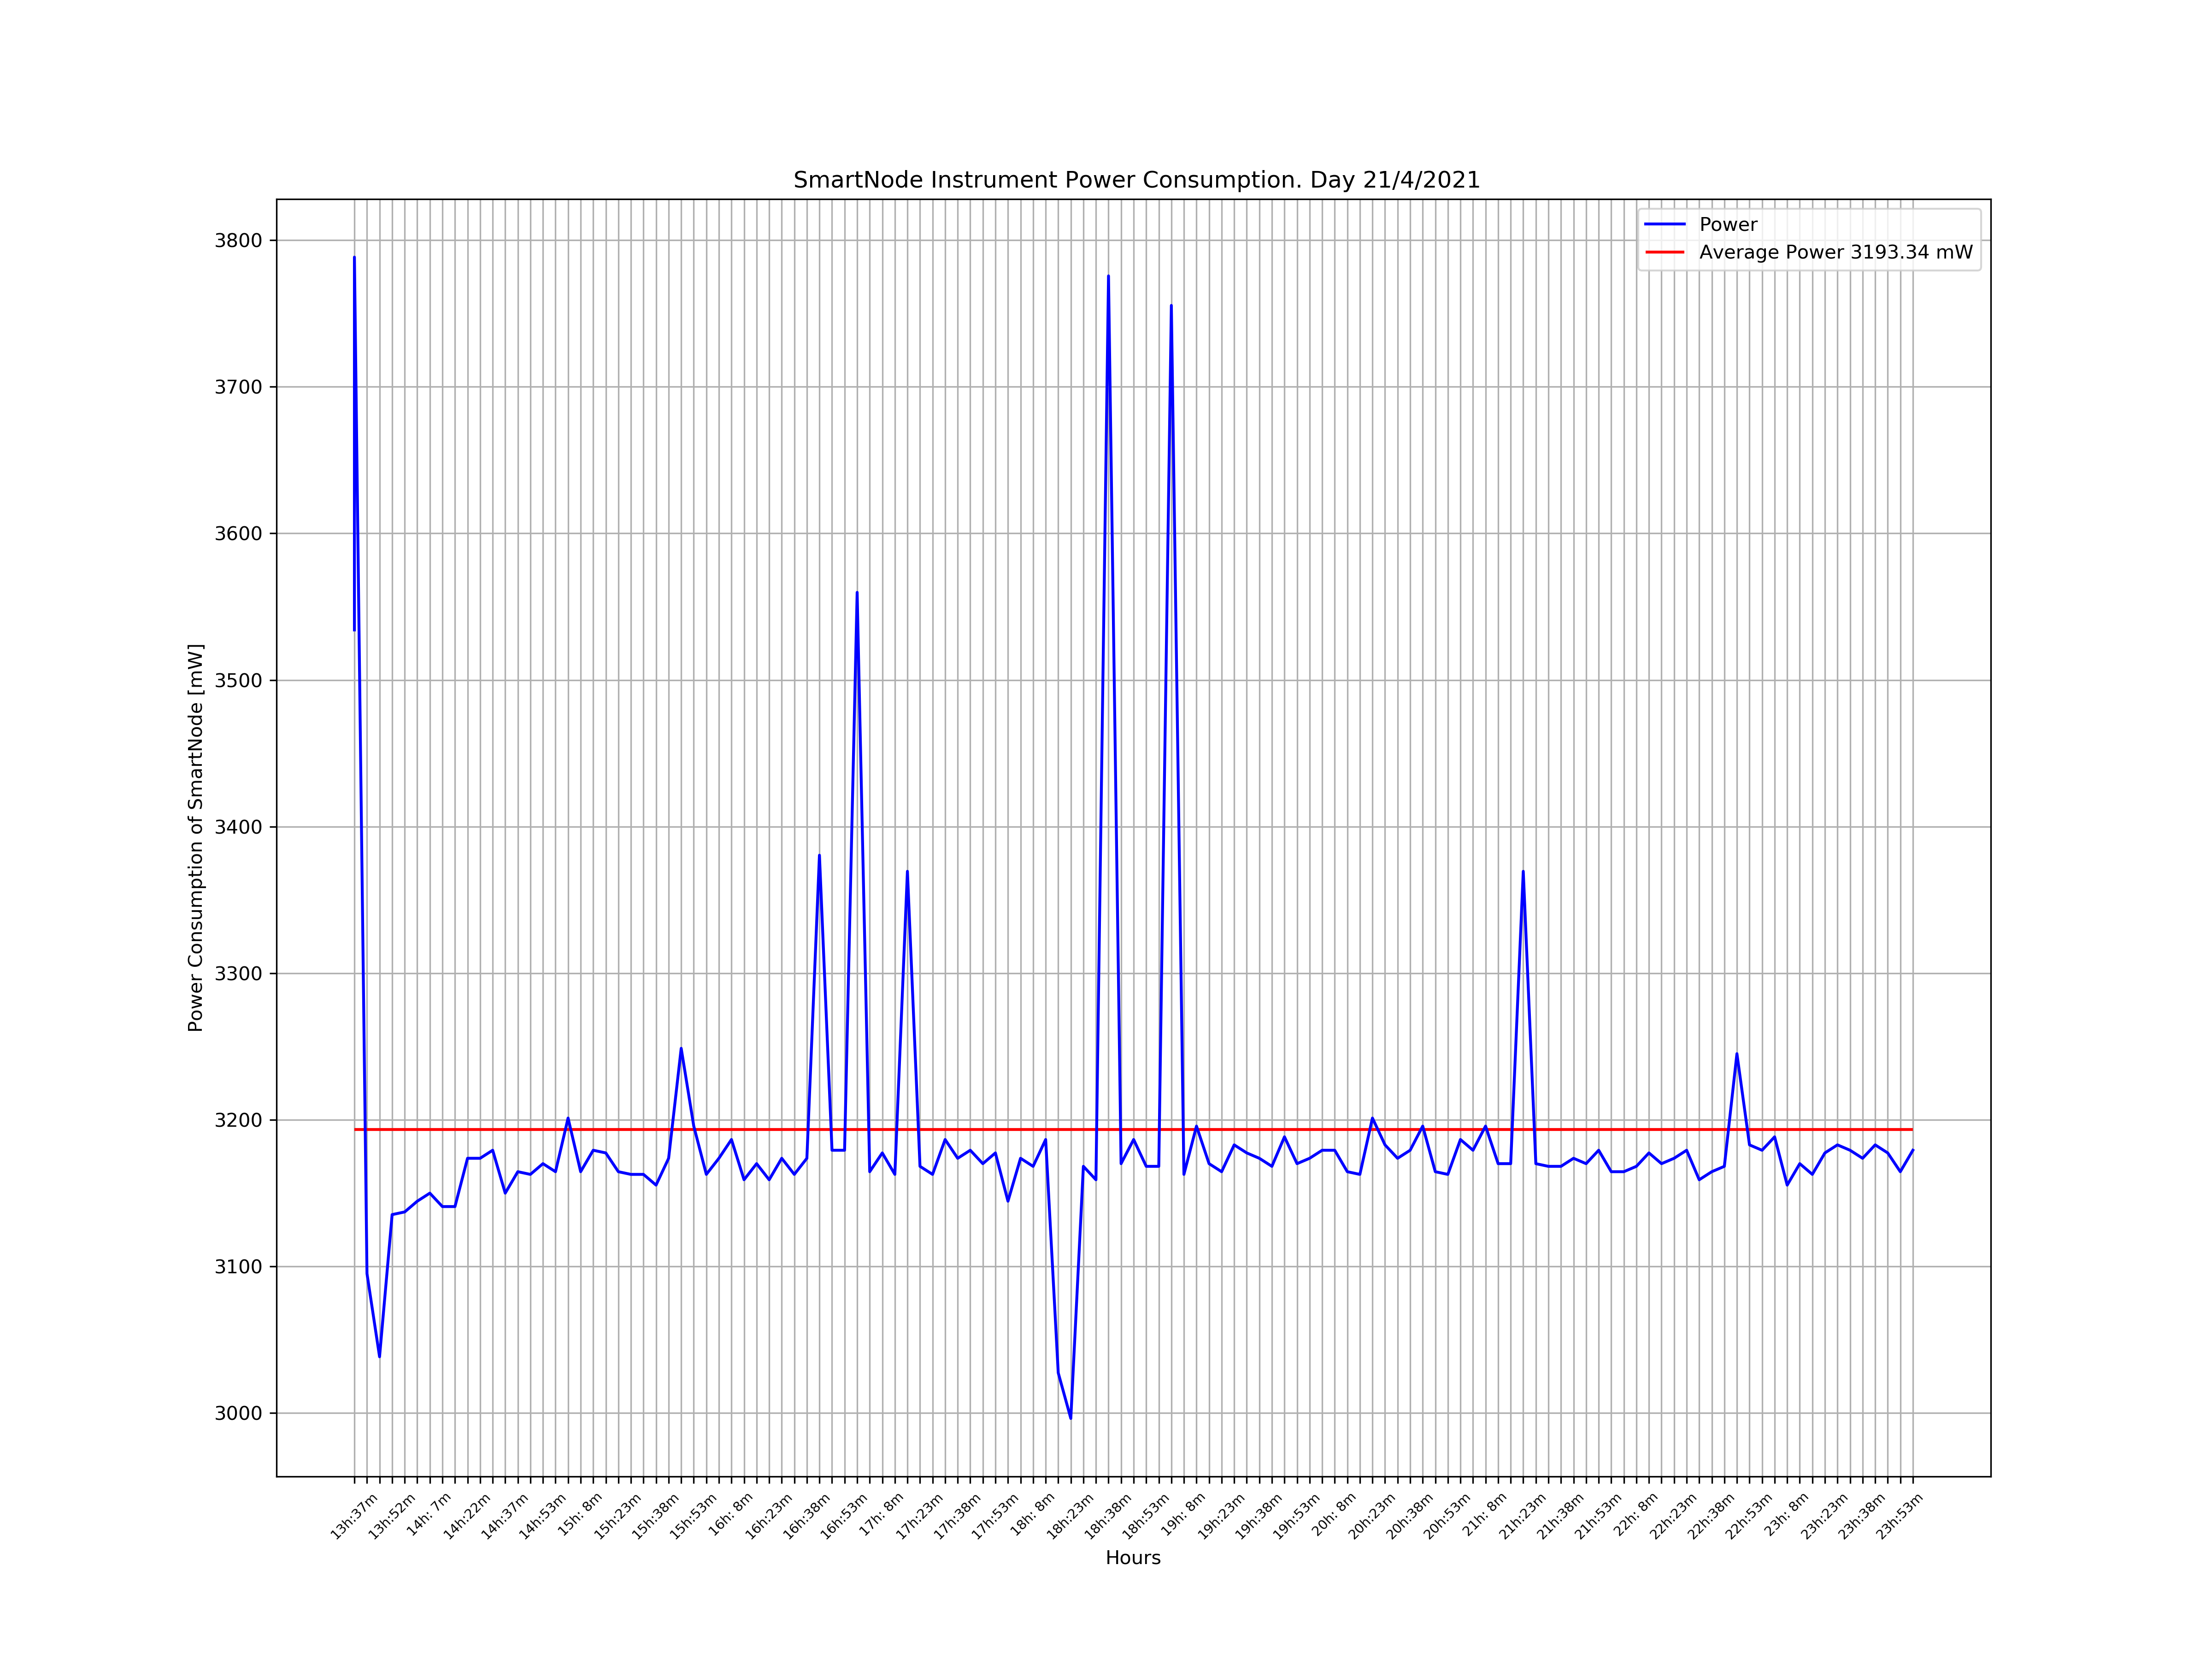 SmartNode Instrument Power Consumption. Day 21/4/2021
Power
Average Power 3193.34 mW
Power Consumption of SmartNode [mW]
3800
3700
3600
3500
3400
3300
3200
3100
3000
13h:37m
13h:52m
14h: 7m
14h:22m
14h:37m
14h:53m
15h: 8m
15h:23m
15h:38m
15h:53m
16h: 8m
16h:23m
16h:38m
16h:53m
17h: 8m
17h:23m
17h:38m
17h:53m
18h: 8m
18h:23m
18h:38m
18h:53m
19h: 8m
19h:23m
19h:38m
19h:53m
20h: 8m
20h:23m
20h:38m
20h:53m
21h: 8m
21h:23m
21h:38m
21h:53m
22h: 8m
22h:23m
22h:38m
22h:53m
23h: 8m
23h:23m
23h:38m
23h:53m
Hours